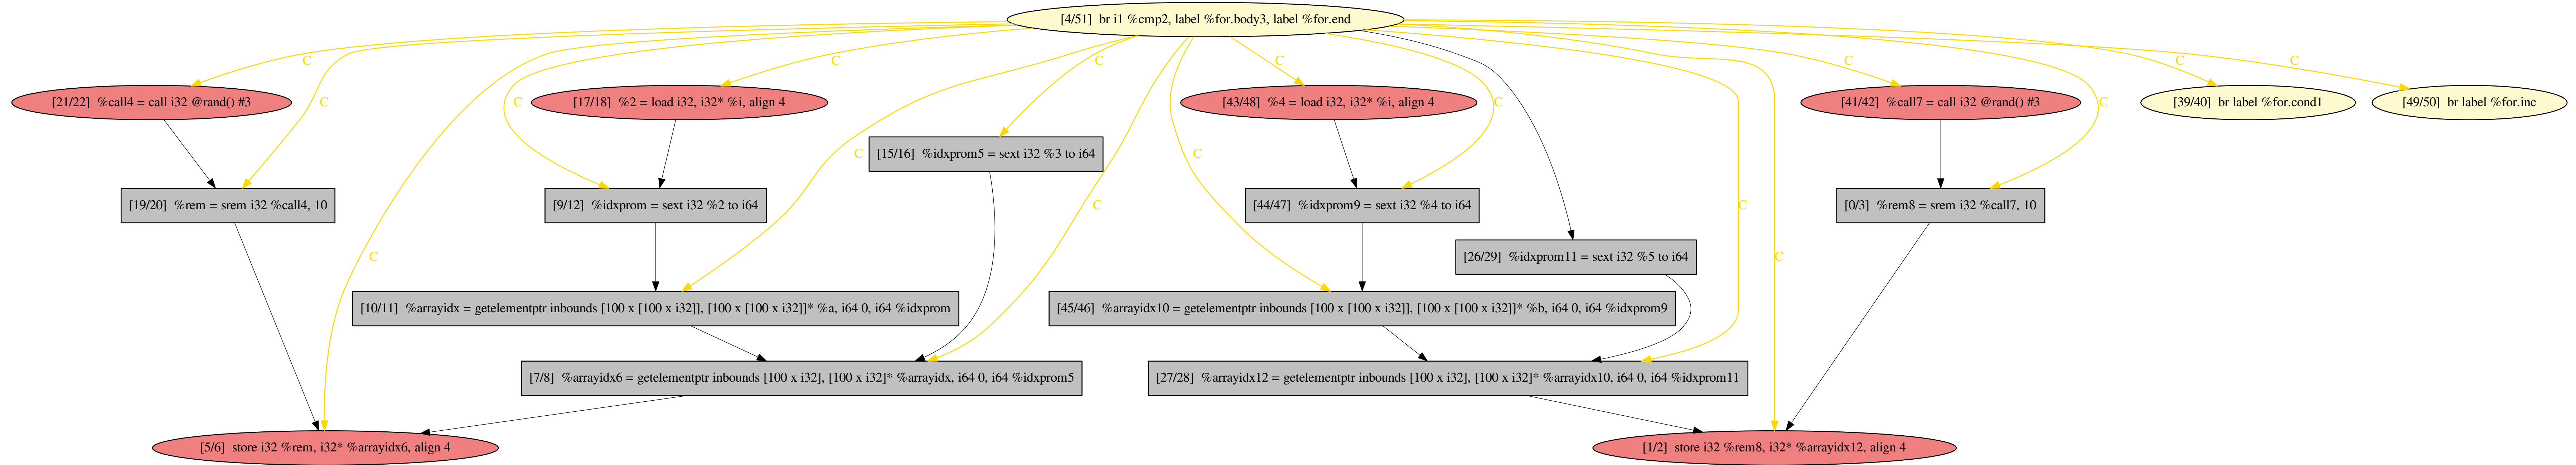 [4/51] br i1 %cmp2, label %for.body3, label %for.end
C
C
C
C
C
C
C
C
C
[21/22] %call4 = call i32 @rand() #3
C
C
[17/18] %2 = load i32, i32* %i, align 4
[43/48] %4 = load i32, i32* %i, align 4
C
[41/42] %call7 = call i32 @rand() #3
C
[39/40] br label %for.cond1
[49/50] br label %for.inc
C
[15/16] %idxprom5 = sext i32 %3 to i64
C
[19/20] %rem = srem i32 %call4, 10
[9/12] %idxprom = sext i32 %2 to i64
C
[44/47] %idxprom9 = sext i32 %4 to i64
C
[0/3] %rem8 = srem i32 %call7, 10
C
[26/29] %idxprom11 = sext i32 %5 to i64
C
[10/11] %arrayidx = getelementptr inbounds [100 x [100 x i32]], [100 x [100 x i32]]* %a, i64 0, i64 %idxprom
[45/46] %arrayidx10 = getelementptr inbounds [100 x [100 x i32]], [100 x [100 x i32]]* %b, i64 0, i64 %idxprom9
[7/8] %arrayidx6 = getelementptr inbounds [100 x i32], [100 x i32]* %arrayidx, i64 0, i64 %idxprom5
[27/28] %arrayidx12 = getelementptr inbounds [100 x i32], [100 x i32]* %arrayidx10, i64 0, i64 %idxprom11
[5/6] store i32 %rem, i32* %arrayidx6, align 4
[1/2] store i32 %rem8, i32* %arrayidx12, align 4